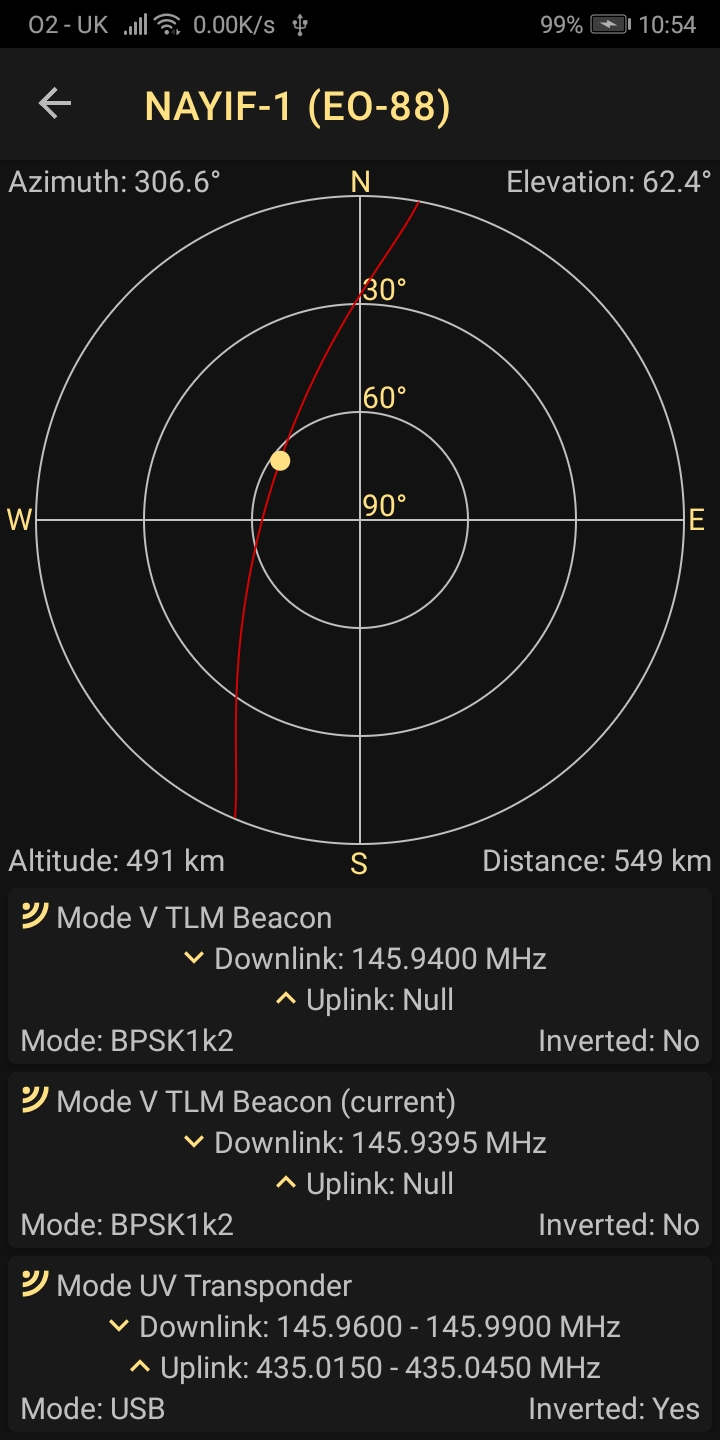 O2 - UK 0.00K/s 99% 10:54
NAYIF-1 (EO-88)
Azimuth: 306.6° N Elevation: 62.4°
30°
60°
90°
W E
Altitude: 491 km S Distance: 549 km
Mode V TLM Beacon
Downlink: 145.9400 MHz
Uplink: Null
Mode: BPSK1k2 Inverted: No
Mode V TLM Beacon (current)
Downlink: 145.9395 MHz
Uplink: Null
Mode: BPSK1k2 Inverted: No
Mode UV Transponder
Downlink: 145.9600 - 145.9900 MHz
Uplink: 435.0150 - 435.0450 MHz
Mode: USB Inverted: Yes